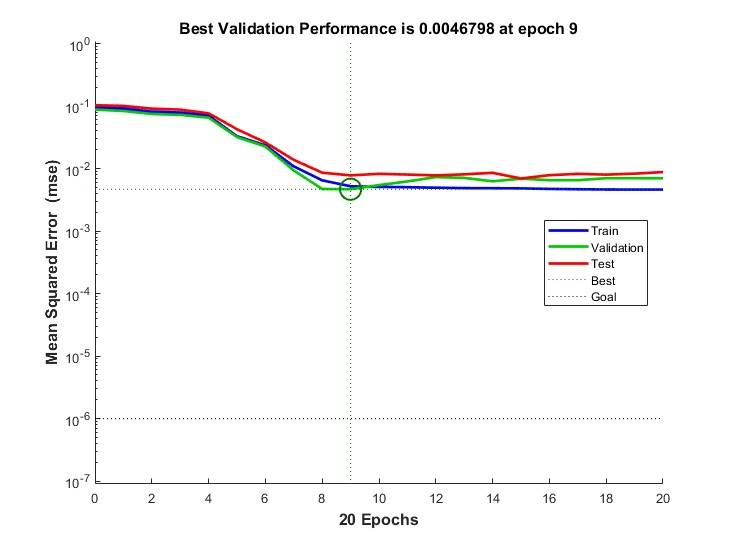 Best Validation Performance is 0.0046798 at epoch 9
Mean Squared Error (mse)
10^0
10^-1
10^-2
10^-3
10^-4
10^-5
10^-6
10^-7
Train
Validation
Test
Best
Goal
0 2 4 6 8 10 12 14 16 18 20
20 Epochs